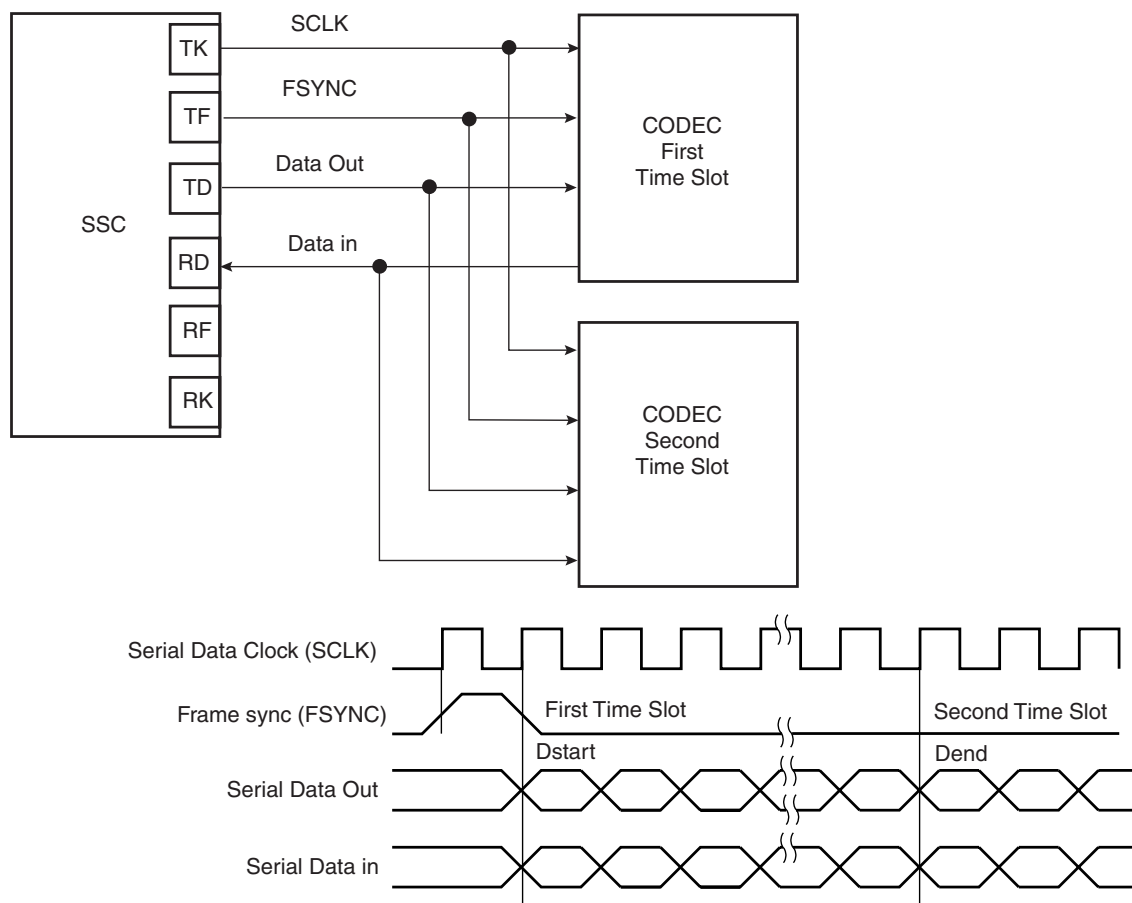 SSC
TK
TF
TD
RD
RF
RK
SCLK
FSYNC
Data Out
Data in
CODEC
First
Time Slot
CODEC
Second
Time Slot
Serial Data Clock (SCLK)
Frame sync (FSYNC)
First Time Slot
Second Time Slot
Dstart
Dend
Serial Data Out
Serial Data in